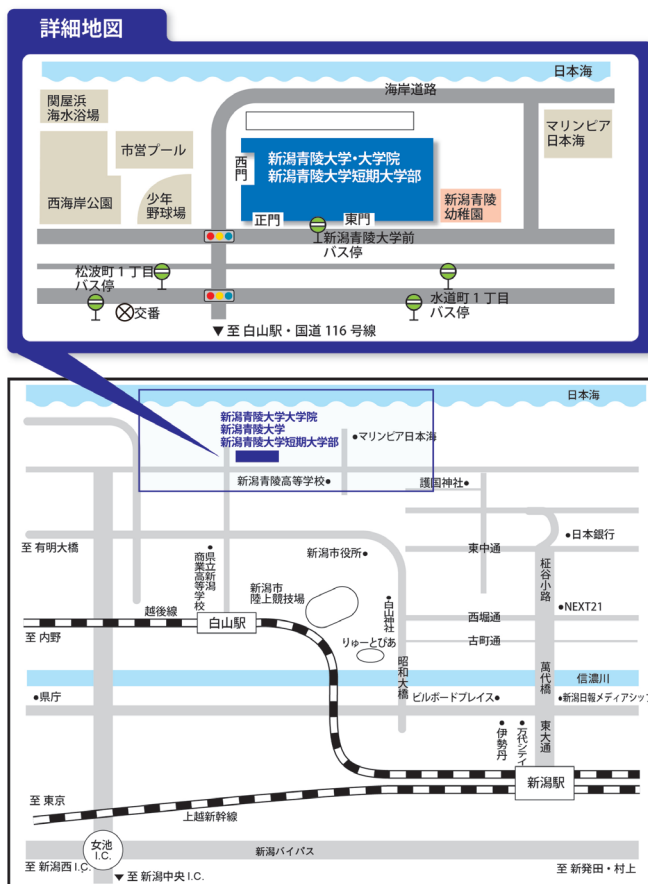 詳細地図
日本海
海岸道路
関屋浜
海水浴場
市営プール
マリンピア
日本海
西門
新潟青陵大学・大学院
新潟青陵大学短期大学部
西海岸公園
少年
野球場
新潟青陵
幼稚園
正門
東門
新潟青陵大学前
バス停
松波町1丁目
バス停
水道町1丁目
バス停
交番
▼至 白山駅・国道 116 号線
日本海
新潟青陵大学大学院
新潟青陵大学
新潟青陵大学短期大学部
●マリンピア日本海
新潟青陵高等学校●
護国神社●
至 有明大橋
●県立新潟
商業高等学校
新潟市役所●
東中通
●日本銀行
柾谷小路
新潟市
陸上競技場
●白山神社
越後線
白山駅
西堀通
●NEXT21
至 内野
りゅーとぴあ
古町通
昭和大橋
萬代橋
信濃川
●県庁
ビルボードプレイス●
●新潟日報メディアシップ
●伊勢丹
●万代シティ
東大通
新潟駅
至 東京
上越新幹線
女池
I.C.
新潟バイパス
至 新潟西 I.C.
至 新発田・村上
▼至 新潟中央 I.C.